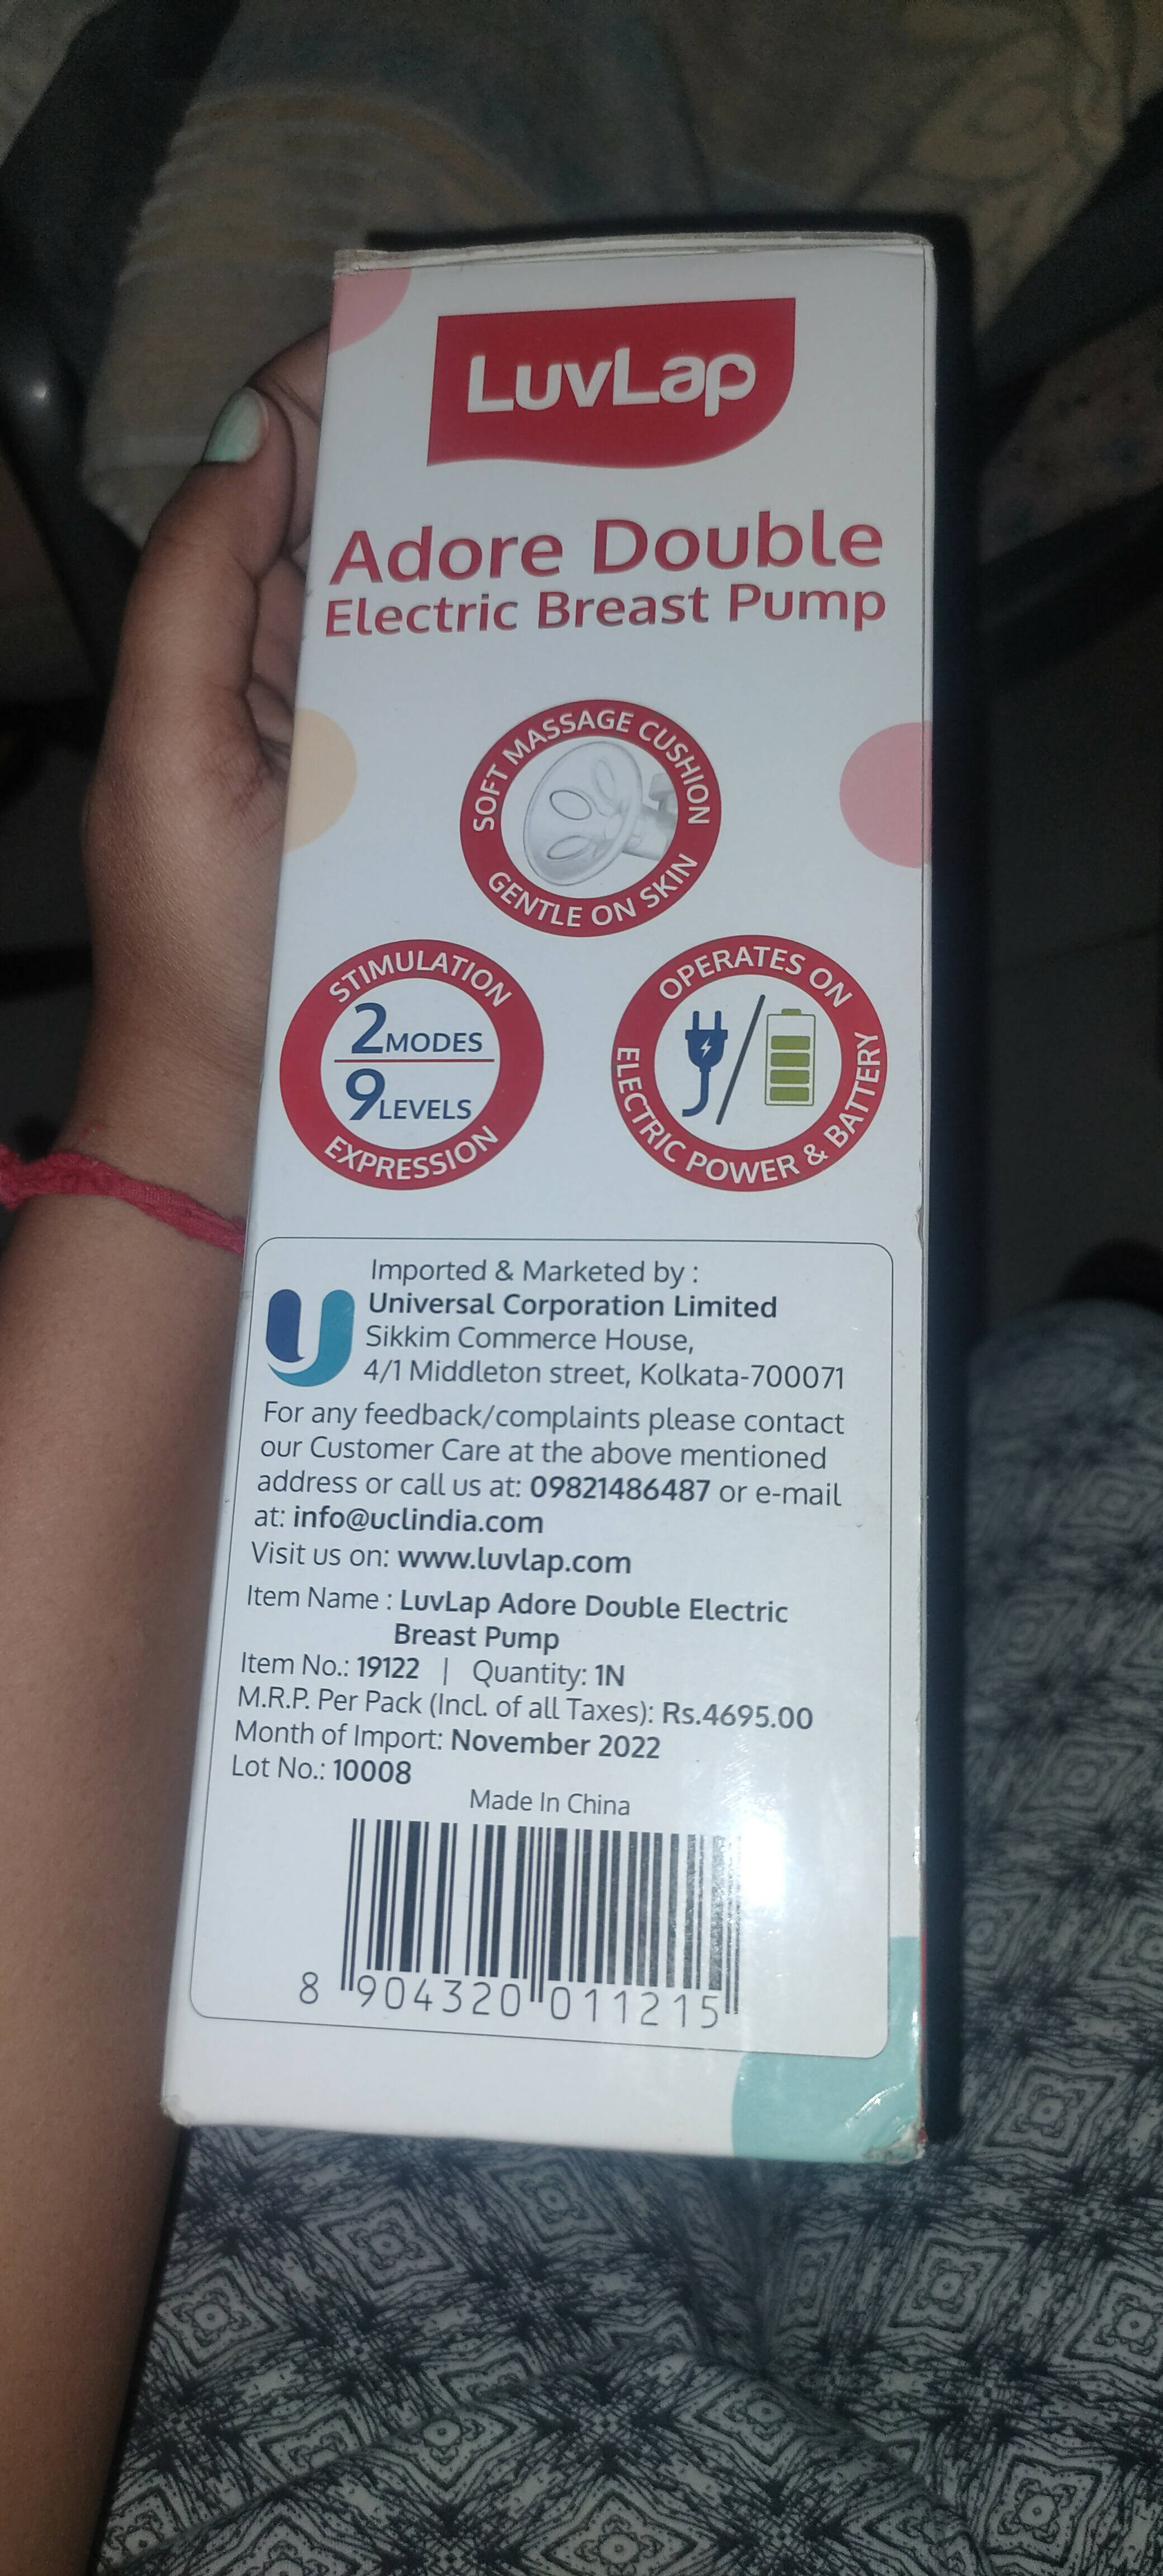 LuvLap
Adore Double
Electric Breast Pump
SOFT MASSAGE CUSHION
GENTLE ON SKIN
STIMULATION
2 MODES
9 LEVELS
EXPRESSION
OPERATES ON
ELECTRIC POWER & BATTERY
Imported & Marketed by :
Universal Corporation Limited
Sikkim Commerce House,
4/1 Middleton street, Kolkata-700071
For any feedback/complaints please contact
our Customer Care at the above mentioned
address or call us at: 09821486487 or e-mail
at: info@uclindia.com
Visit us on: www.luvlap.com
Item Name : LuvLap Adore Double Electric
Breast Pump
Item No.: 19122 | Quantity: 1N
M.R.P. Per Pack (Incl. of all Taxes): Rs.4695.00
Month of Import: November 2022
Lot No.: 10008
Made In China
8 904320 011215